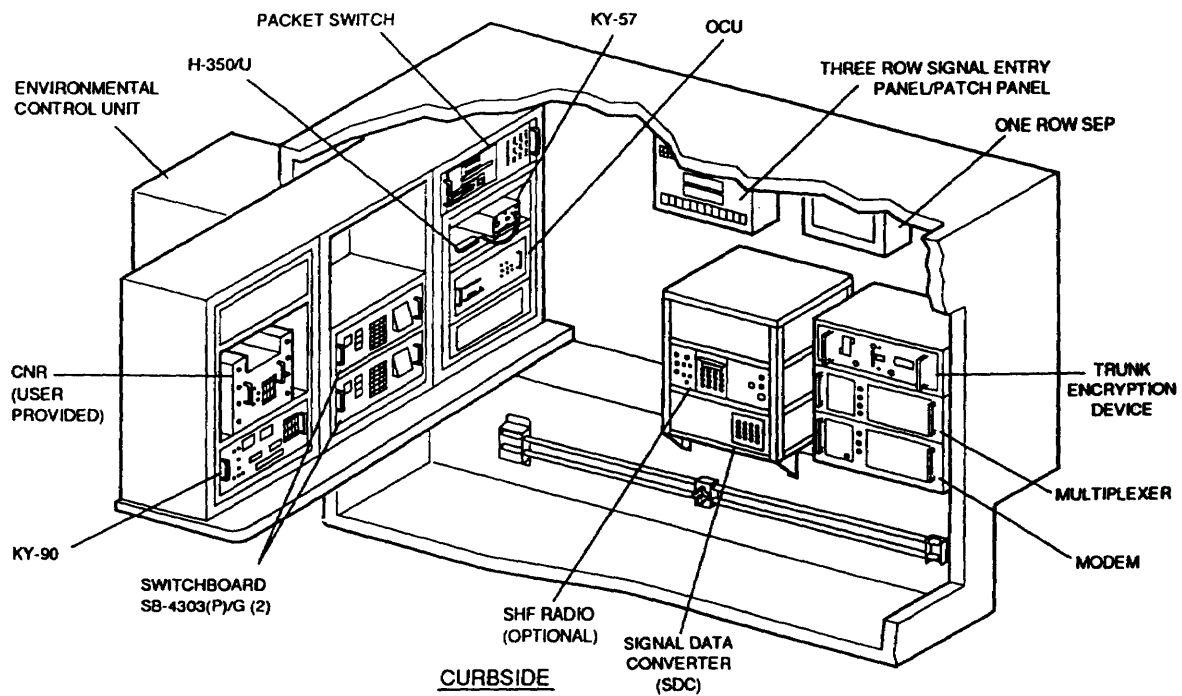 PACKET SWITCH
KY-57
OCU
H-350/U
ENVIRONMENTAL
CONTROL UNIT
THREE ROW SIGNAL ENTRY
PANEL/PATCH PANEL
ONE ROW SEP
CNR
(USER
PROVIDED)
TRUNK
ENCRYPTION
DEVICE
MULTIPLEXER
MODEM
KY-90
SWITCHBOARD
SB-4303(P)/G (2)
SHF RADIO
(OPTIONAL)
SIGNAL DATA
CONVERTER
(SDC)
CURBSIDE